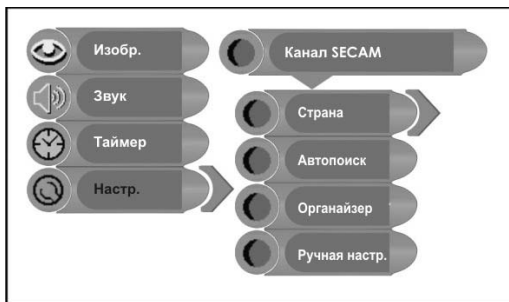 Изобр.
Звук
Таймер
Настр.
Канал SECAM
Страна
Автопоиск
Органайзер
Ручная настр.